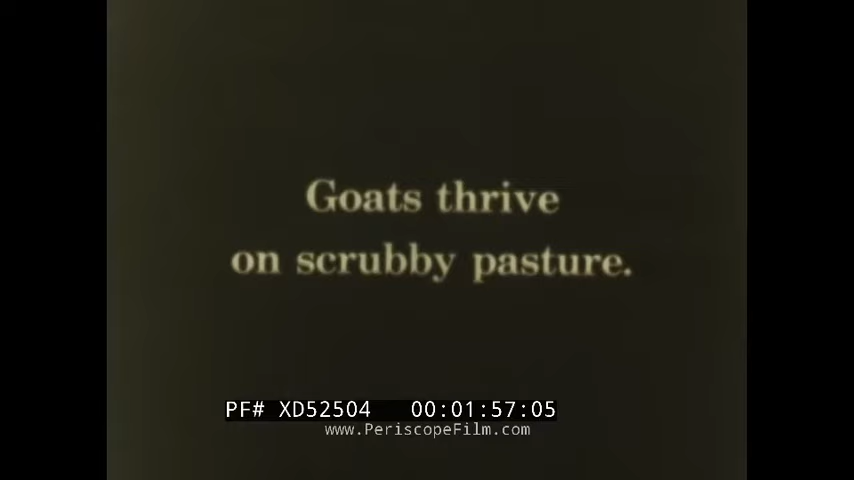 Goats thrive
on scrubby pasture.
PF# XD52504 00:01:57:05
www.PeriscopeFilm.com